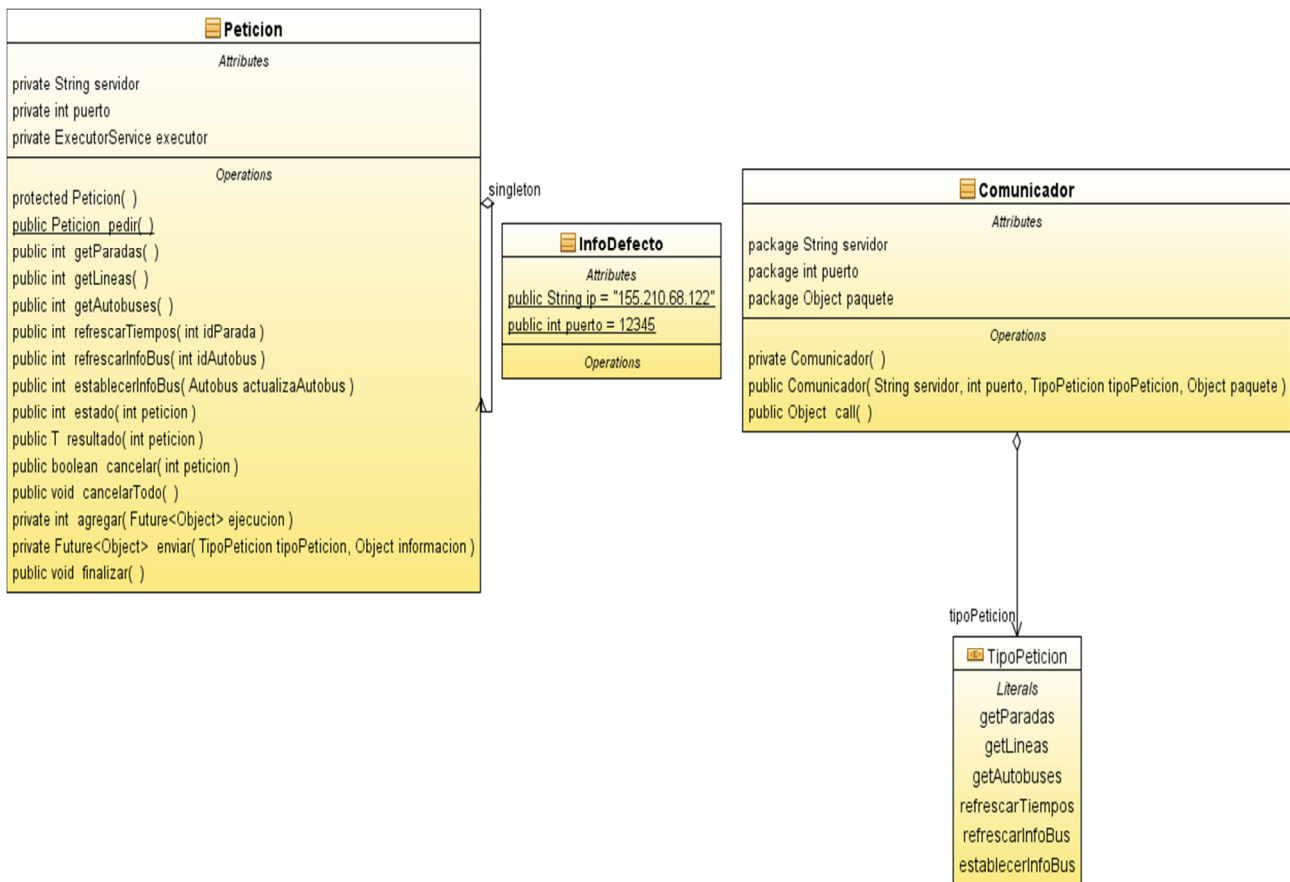 Peticion
Attributes
private String servidor
private int puerto
private ExecutorService executor
Operations
protected Peticion( )
public Peticion pedir( )
public int getParadas( )
public int getLineas( )
public int getAutobuses( )
public int refrescarTiempos( int idParada )
public int refrescarInfoBus( int idAutobus )
public int establecerInfoBus( Autobus actualizaAutobus )
public int estado( int peticion )
public T resultado( int peticion )
public boolean cancelar( int peticion )
public void cancelarTodo( )
private int agregar( Future<Object> ejecucion )
private Future<Object> enviar( TipoPeticion tipoPeticion, Object informacion )
public void finalizar( )
singleton
InfoDefecto
Attributes
public String ip = "155.210.68.122"
public int puerto = 12345
Operations
Comunicador
Attributes
package String servidor
package int puerto
package Object paquete
Operations
private Comunicador( )
public Comunicador( String servidor, int puerto, TipoPeticion tipoPeticion, Object paquete )
public Object call( )
tipoPeticion
<E> TipoPeticion
Literals
getParadas
getLineas
getAutobuses
refrescarTiempos
refrescarInfoBus
establecerInfoBus